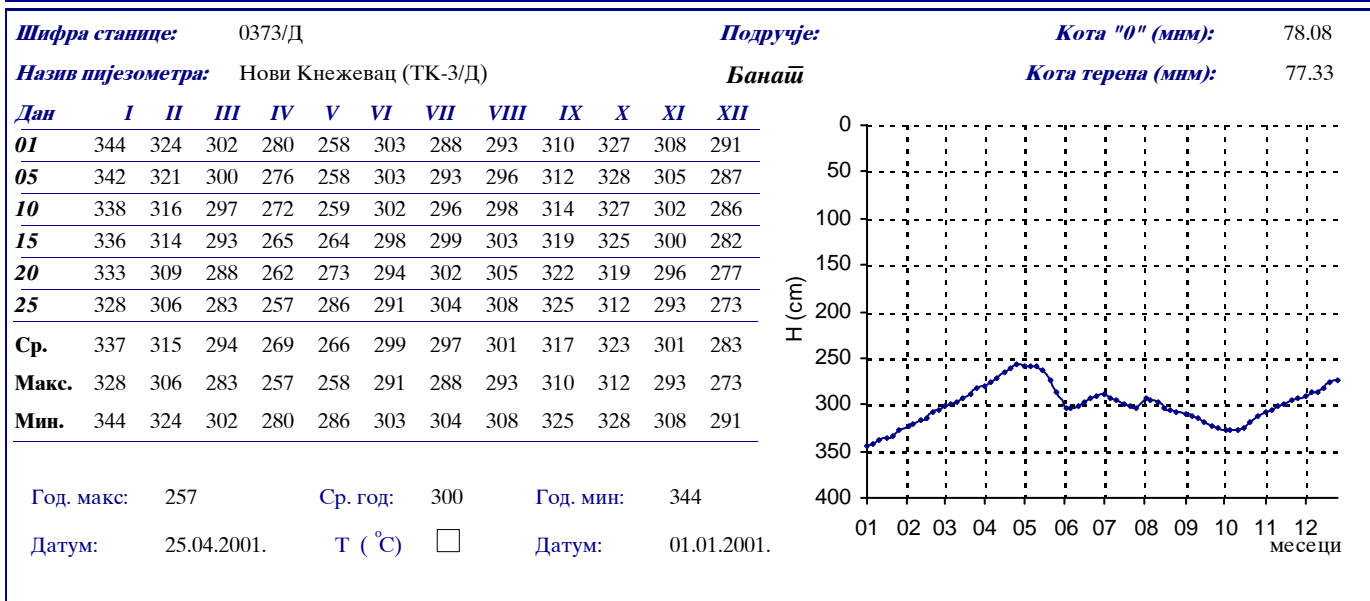 Шифра станице: 0373/Д Подручје: Кота "0" (мнм): 78.08
Назив пијезометра: Нови Кнежевац (ТК-3/Д) Банат Кота терена (мнм): 77.33
Дан I II III IV V VI VII VIII IX X XI XII
01 344 324 302 280 258 303 288 293 310 327 308 291
05 342 321 300 276 258 303 293 296 312 328 305 287
10 338 316 297 272 259 302 296 298 314 327 302 286
15 336 314 293 265 264 298 299 303 319 325 300 282
20 333 309 288 262 273 294 302 305 322 319 296 277
25 328 306 283 257 286 291 304 308 325 312 293 273
Ср. 337 315 294 269 266 299 297 301 317 323 301 283
Макс. 328 306 283 257 258 291 288 293 310 312 293 273
Мин. 344 324 302 280 286 303 304 308 325 328 308 291
Год. макс: 257 Ср. год: 300 Год. мин: 344
Датум: 25.04.2001. Т (°C) Датум: 01.01.2001.
0
50
100
150
200
250
300
350
400
H (cm)
01 02 03 04 05 06 07 08 09 10 11 12
месеци